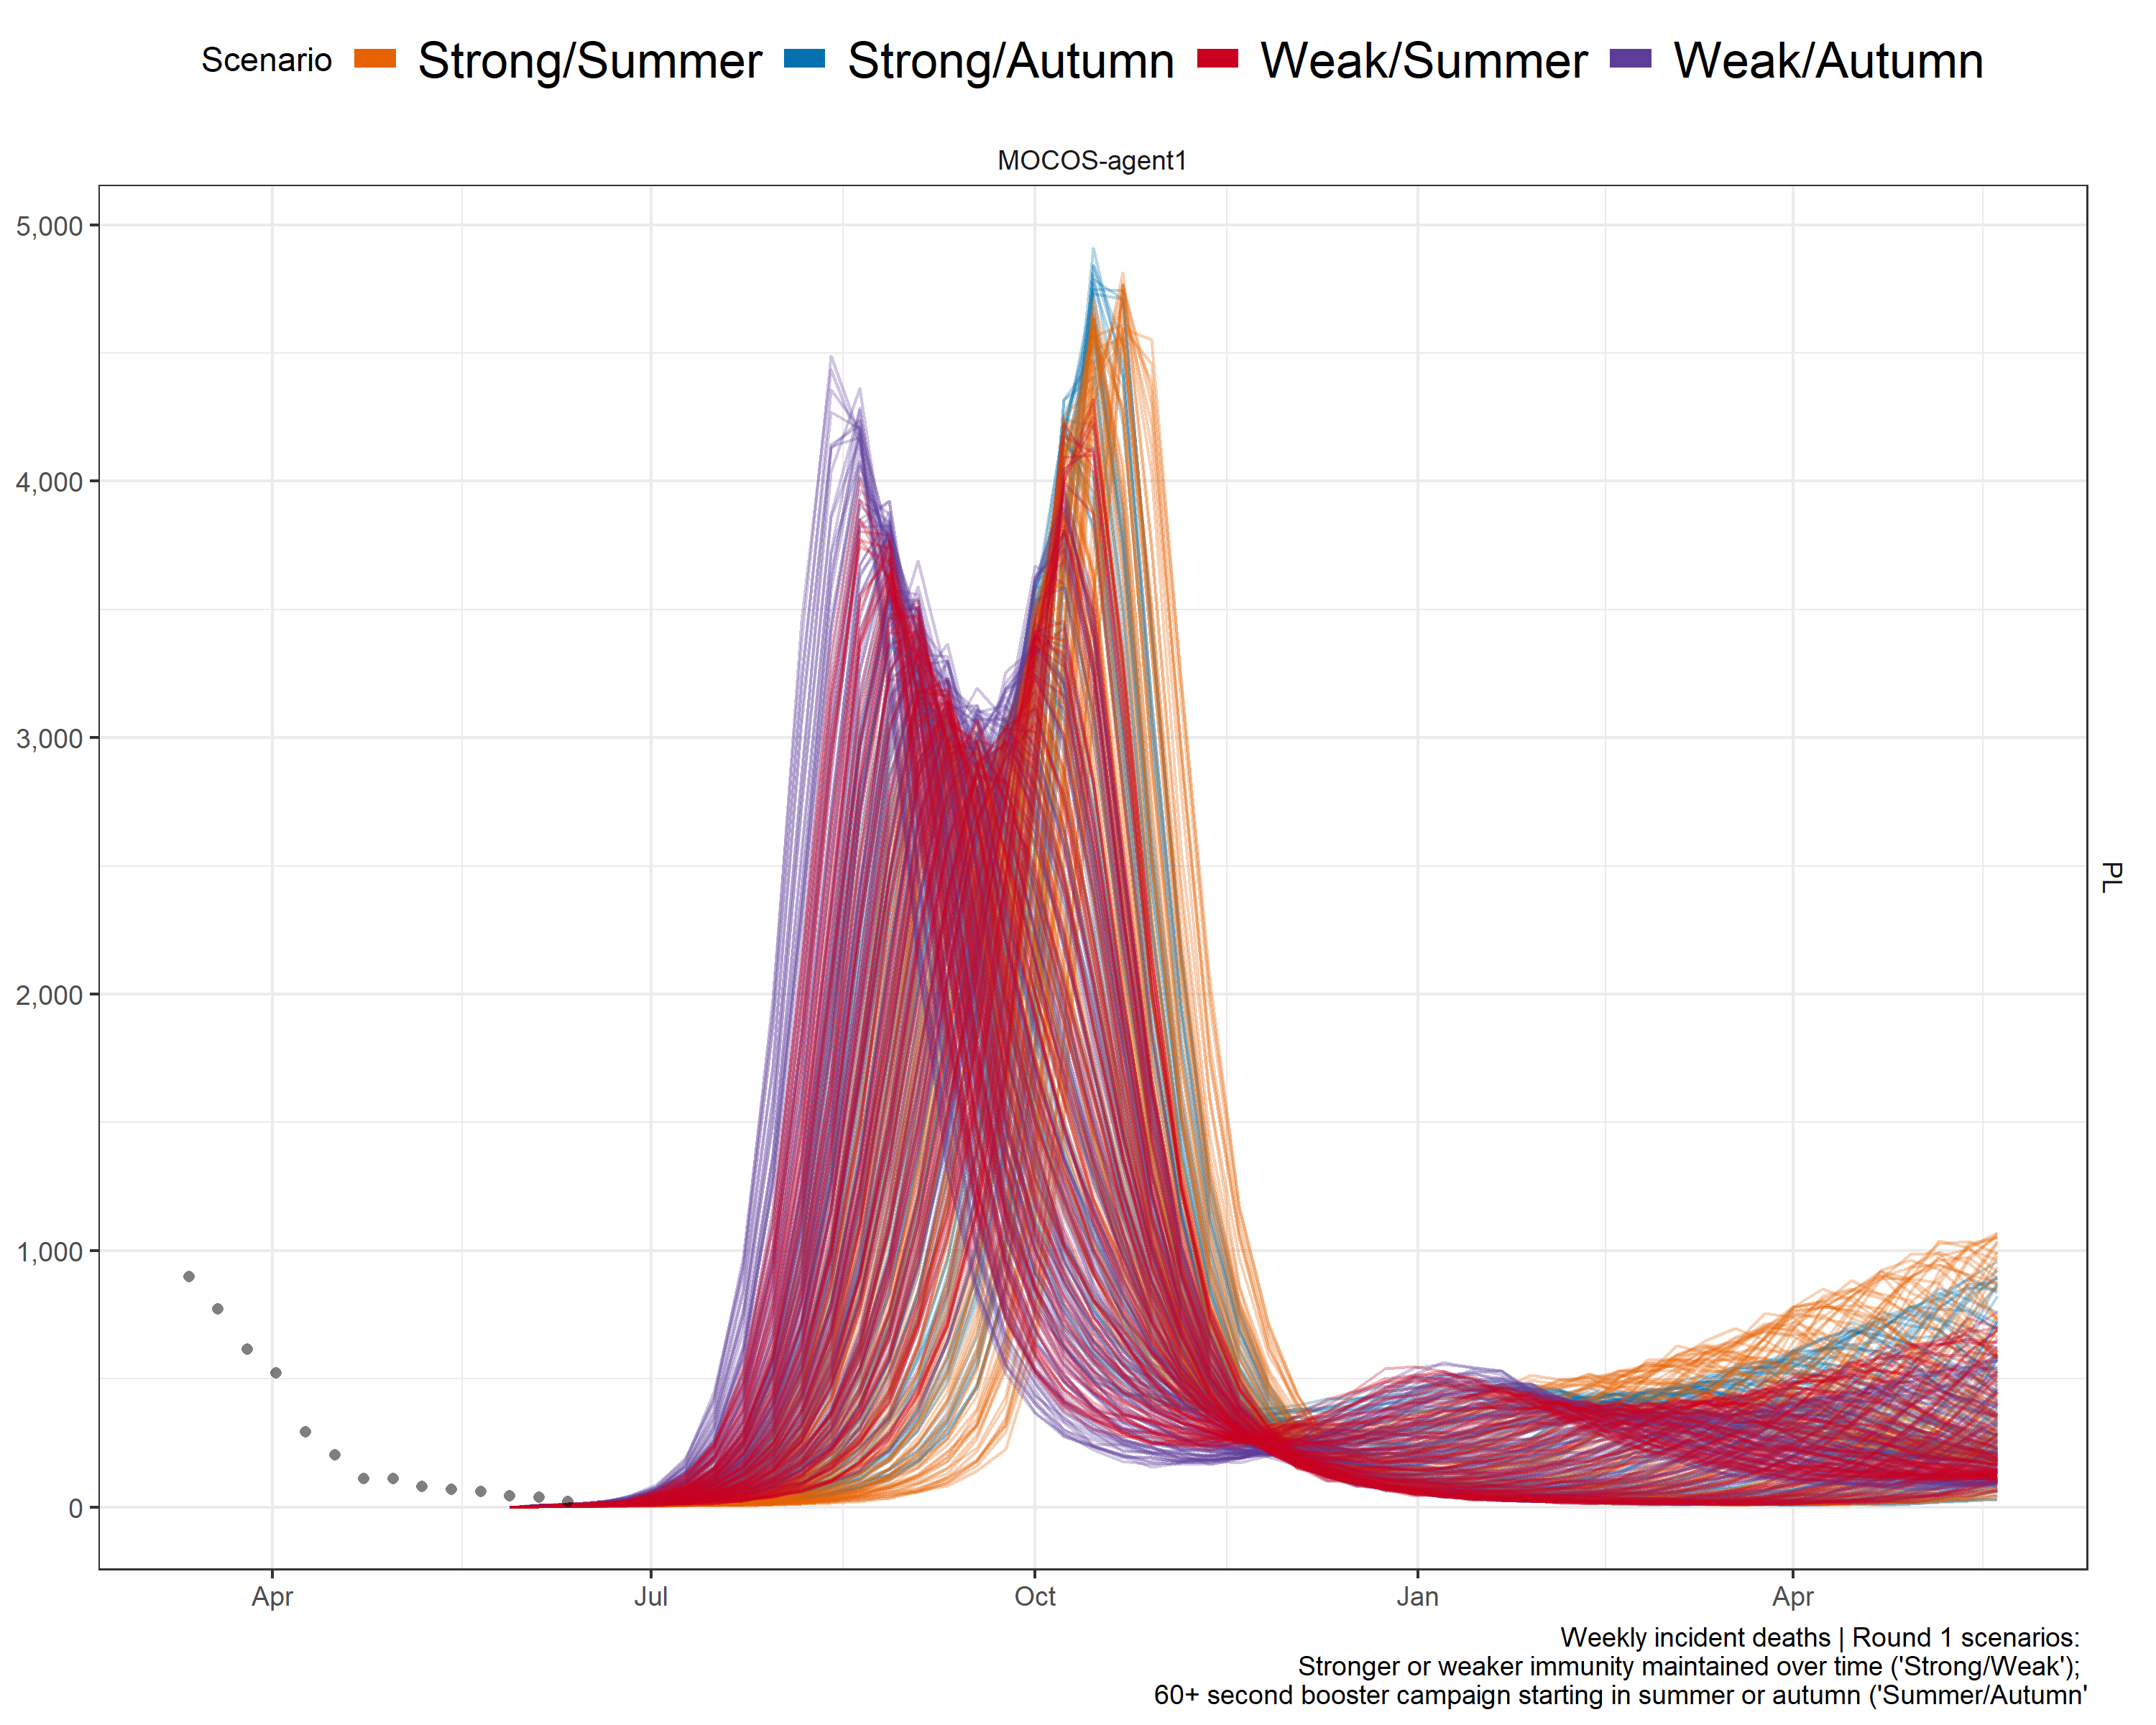 Scenario Strong/Summer Strong/Autumn Weak/Summer Weak/Autumn
MOCOS-agent1
5,000
4,000
3,000
2,000
1,000
0
PL
Apr Jul Oct Jan Apr
Weekly incident deaths | Round 1 scenarios:
Stronger or weaker immunity maintained over time ('Strong/Weak');
60+ second booster campaign starting in summer or autumn ('Summer/Autumn'